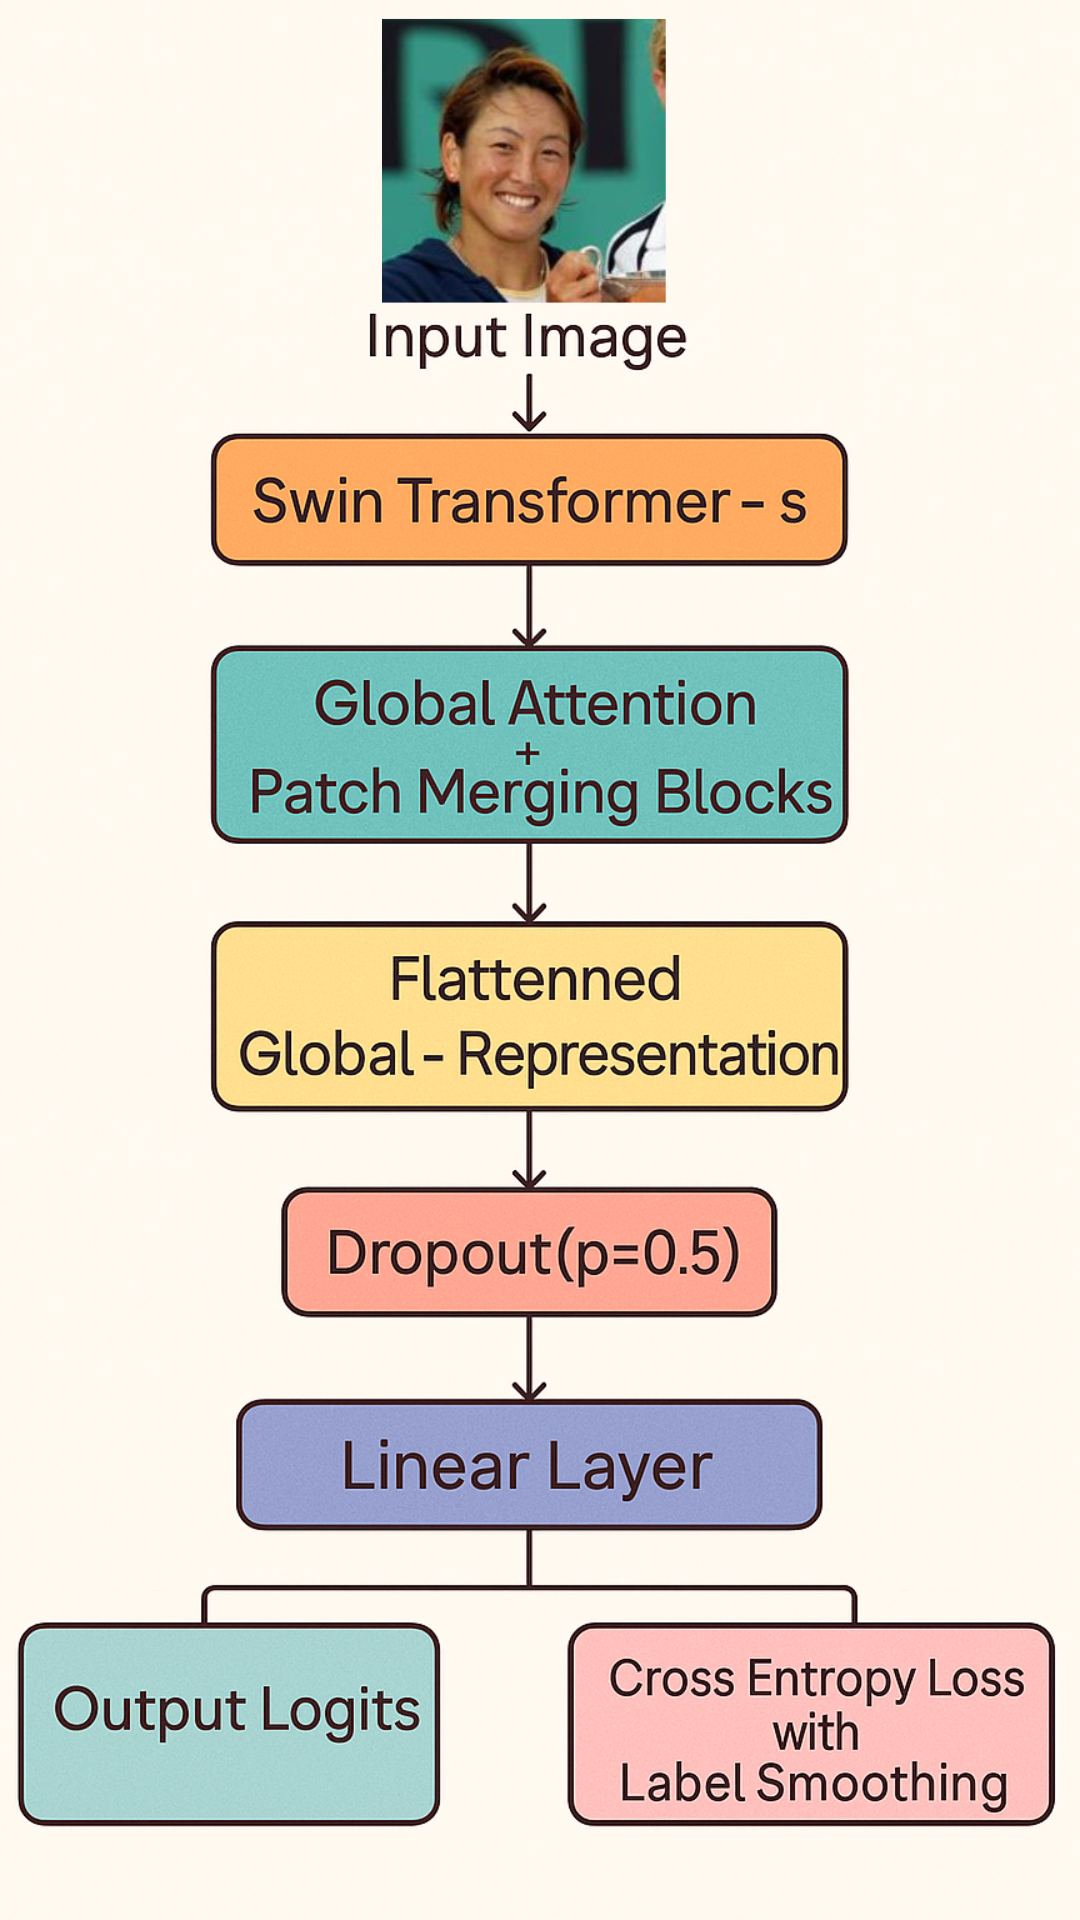 Input Image
Swin Transformer - s
Global Attention
+
Patch Merging Blocks
Flattenned
Global - Representation
Dropout(p=0.5)
Linear Layer
Output Logits
Cross Entropy Loss
with
Label Smoothing